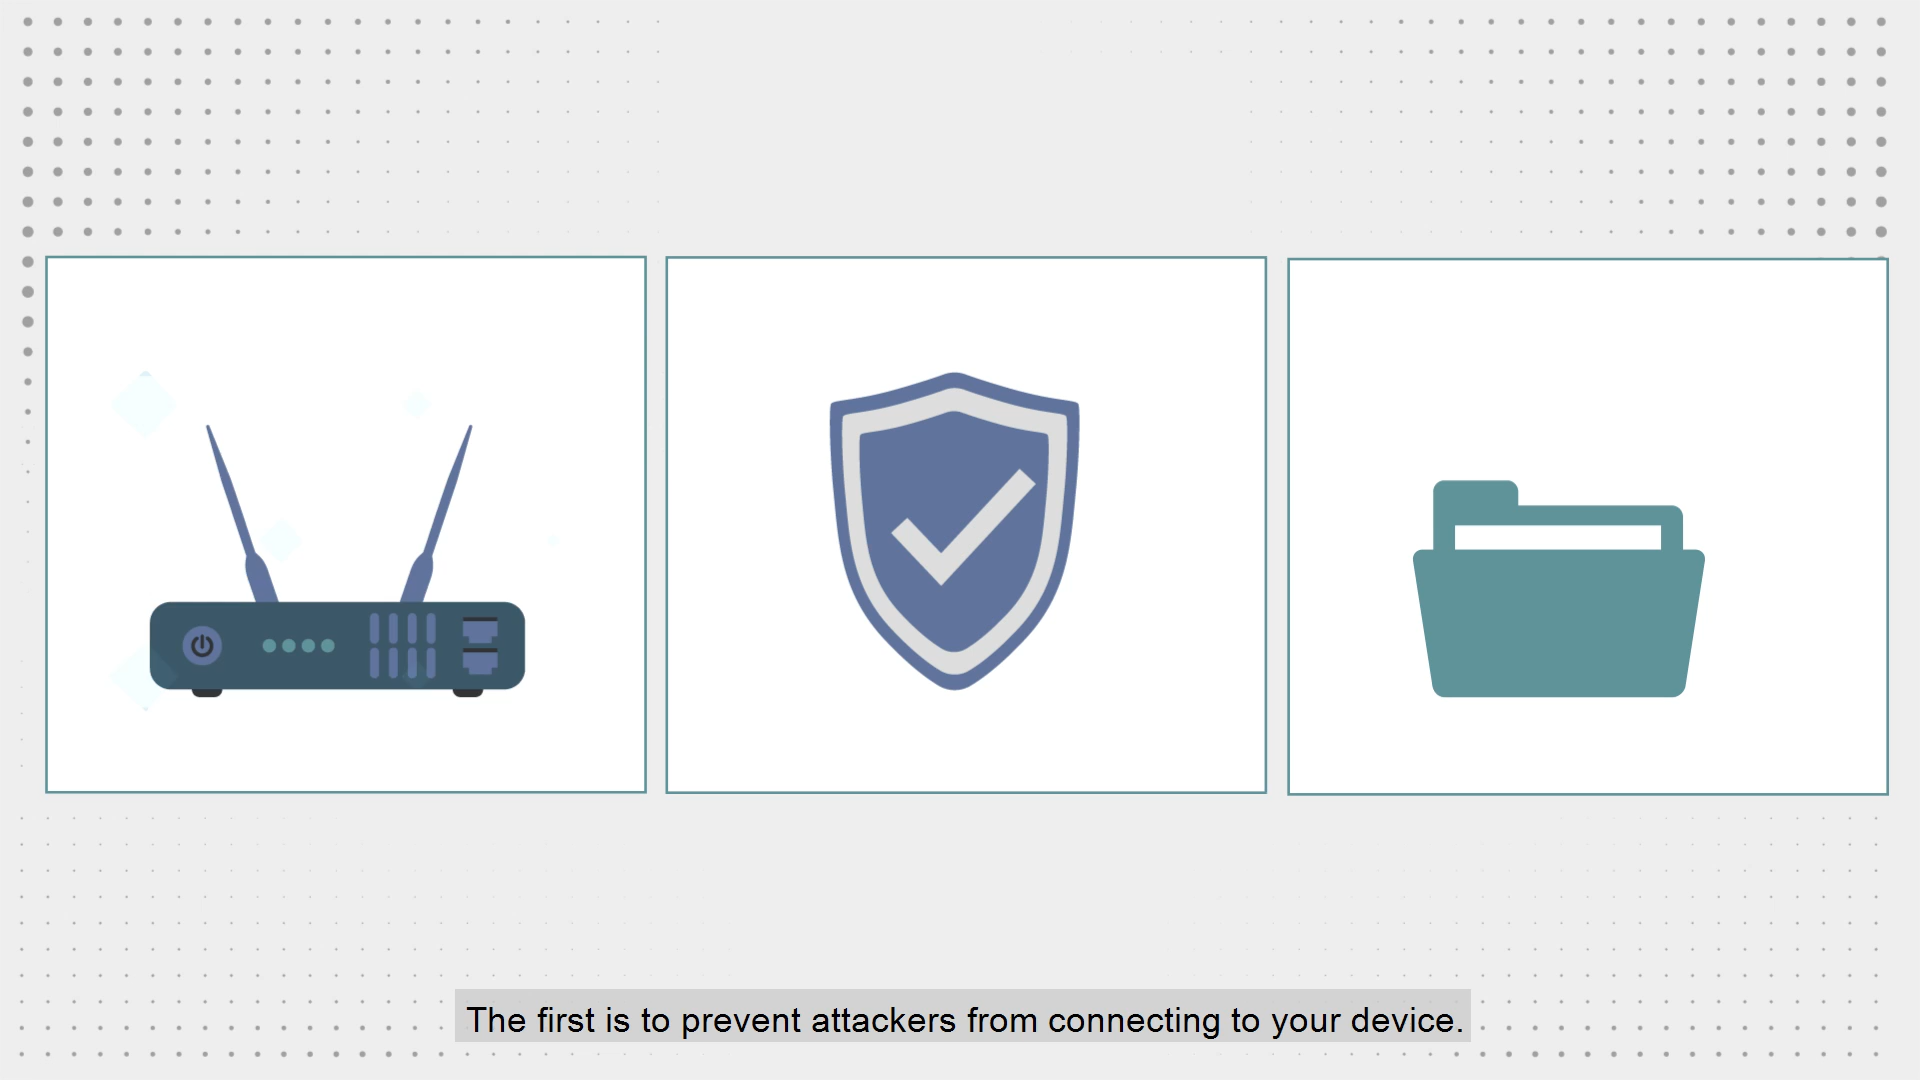 The first is to prevent attackers from connecting to your device.